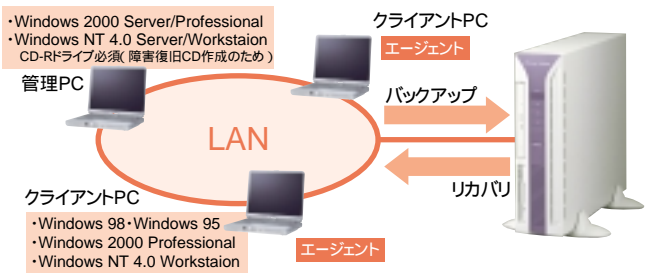 ・Windows 2000 Server/Professional
・Windows NT 4.0 Server/Workstaion
CD-Rドライブ必須(障害復旧CD作成のため)
管理PC
クライアントPC
エージェント
バックアップ
LAN
リカバリ
クライアントPC
・Windows 98・Windows 95
・Windows 2000 Professional
・Windows NT 4.0 Workstaion
エージェント